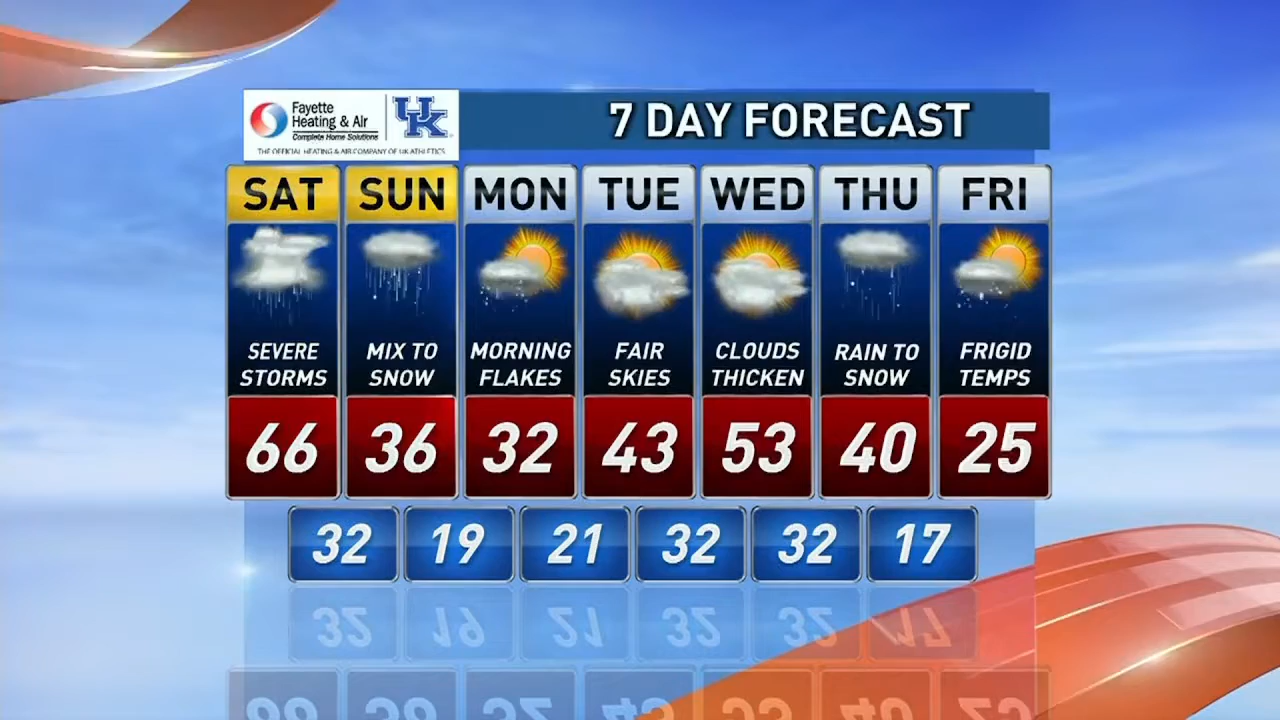 Fayette
Heating & Air
Complete Home Solutions
UK
THE OFFICIAL HEATING & AIR COMPANY OF UK ATHLETICS
7 DAY FORECAST
SAT SUN MON TUE WED THU FRI
SEVERE MIX TO MORNING FAIR CLOUDS RAIN TO FRIGID
STORMS SNOW FLAKES SKIES THICKEN SNOW TEMPS
66 36 32 43 53 40 25
32 19 21 32 32 17